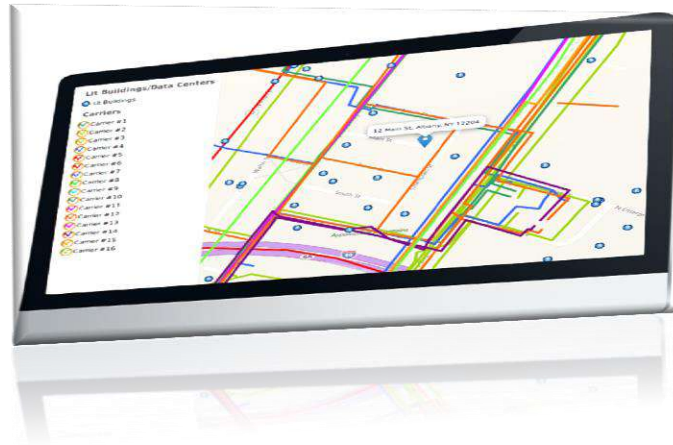 Lit Buildings/Data Centers
Lit Buildings
Carriers
Carrier #1
Carrier #2
Carrier #3
Carrier #4
Carrier #5
Carrier #6
Carrier #7
Carrier #8
Carrier #9
Carrier #10
Carrier #11
Carrier #12
Carrier #13
Carrier #14
Carrier #15
Carrier #16
12 Main St, Albany, NY 12204
South St